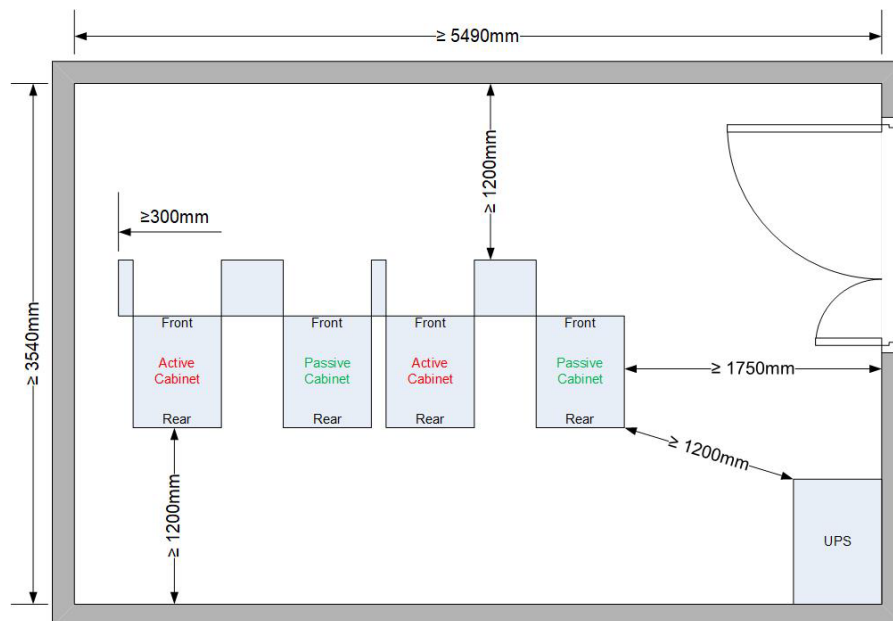 ≥ 5490mm
≥ 1200mm
≥300mm
≥ 3540mm
Front
Front
Front
Front
Active
Cabinet
Passive
Cabinet
Active
Cabinet
Passive
Cabinet
≥ 1750mm
Rear
Rear
Rear
Rear
≥ 1200mm
≥ 1200mm
UPS